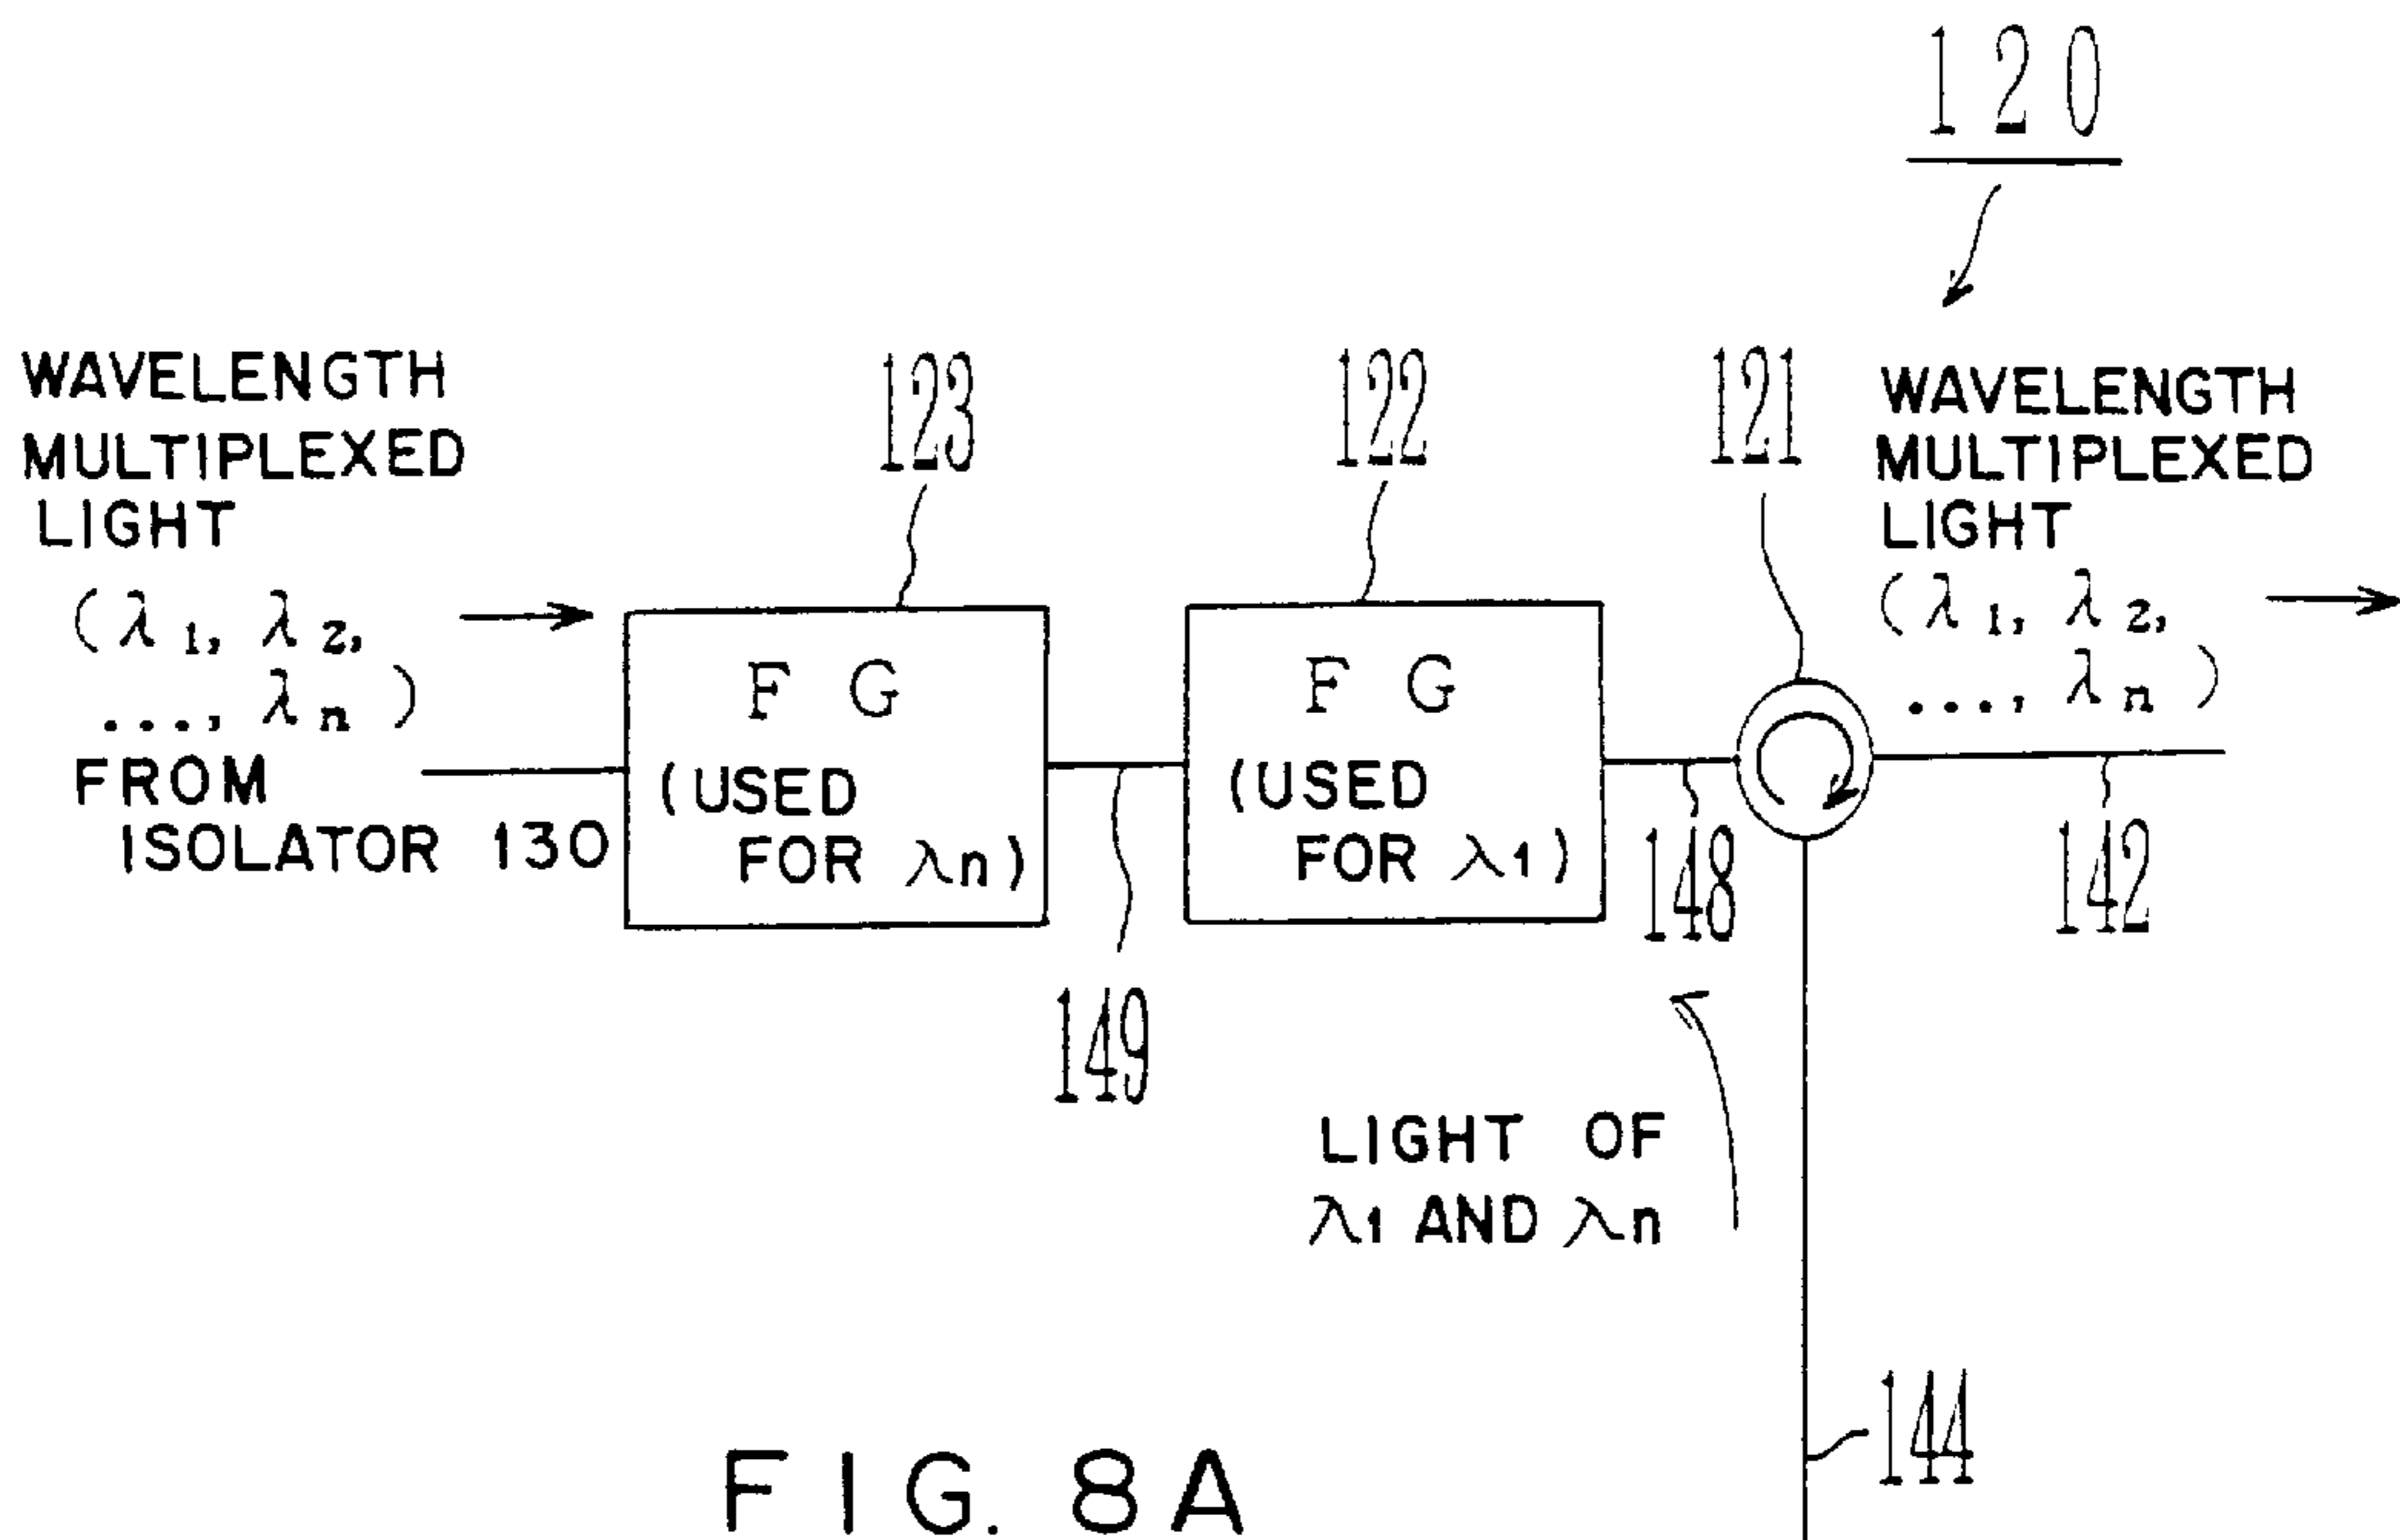 120
WAVELENGTH
MULTIPLEXED
LIGHT
(λ1, λ2,
..., λn)
FROM
ISOLATOR 130
123
FG
(USED
FOR λn)
149
122
FG
(USED
FOR λ1)
121
148
WAVELENGTH
MULTIPLEXED
LIGHT
(λ1, λ2,
..., λn)
142
LIGHT OF
λ1 AND λn
144
FIG. 8A